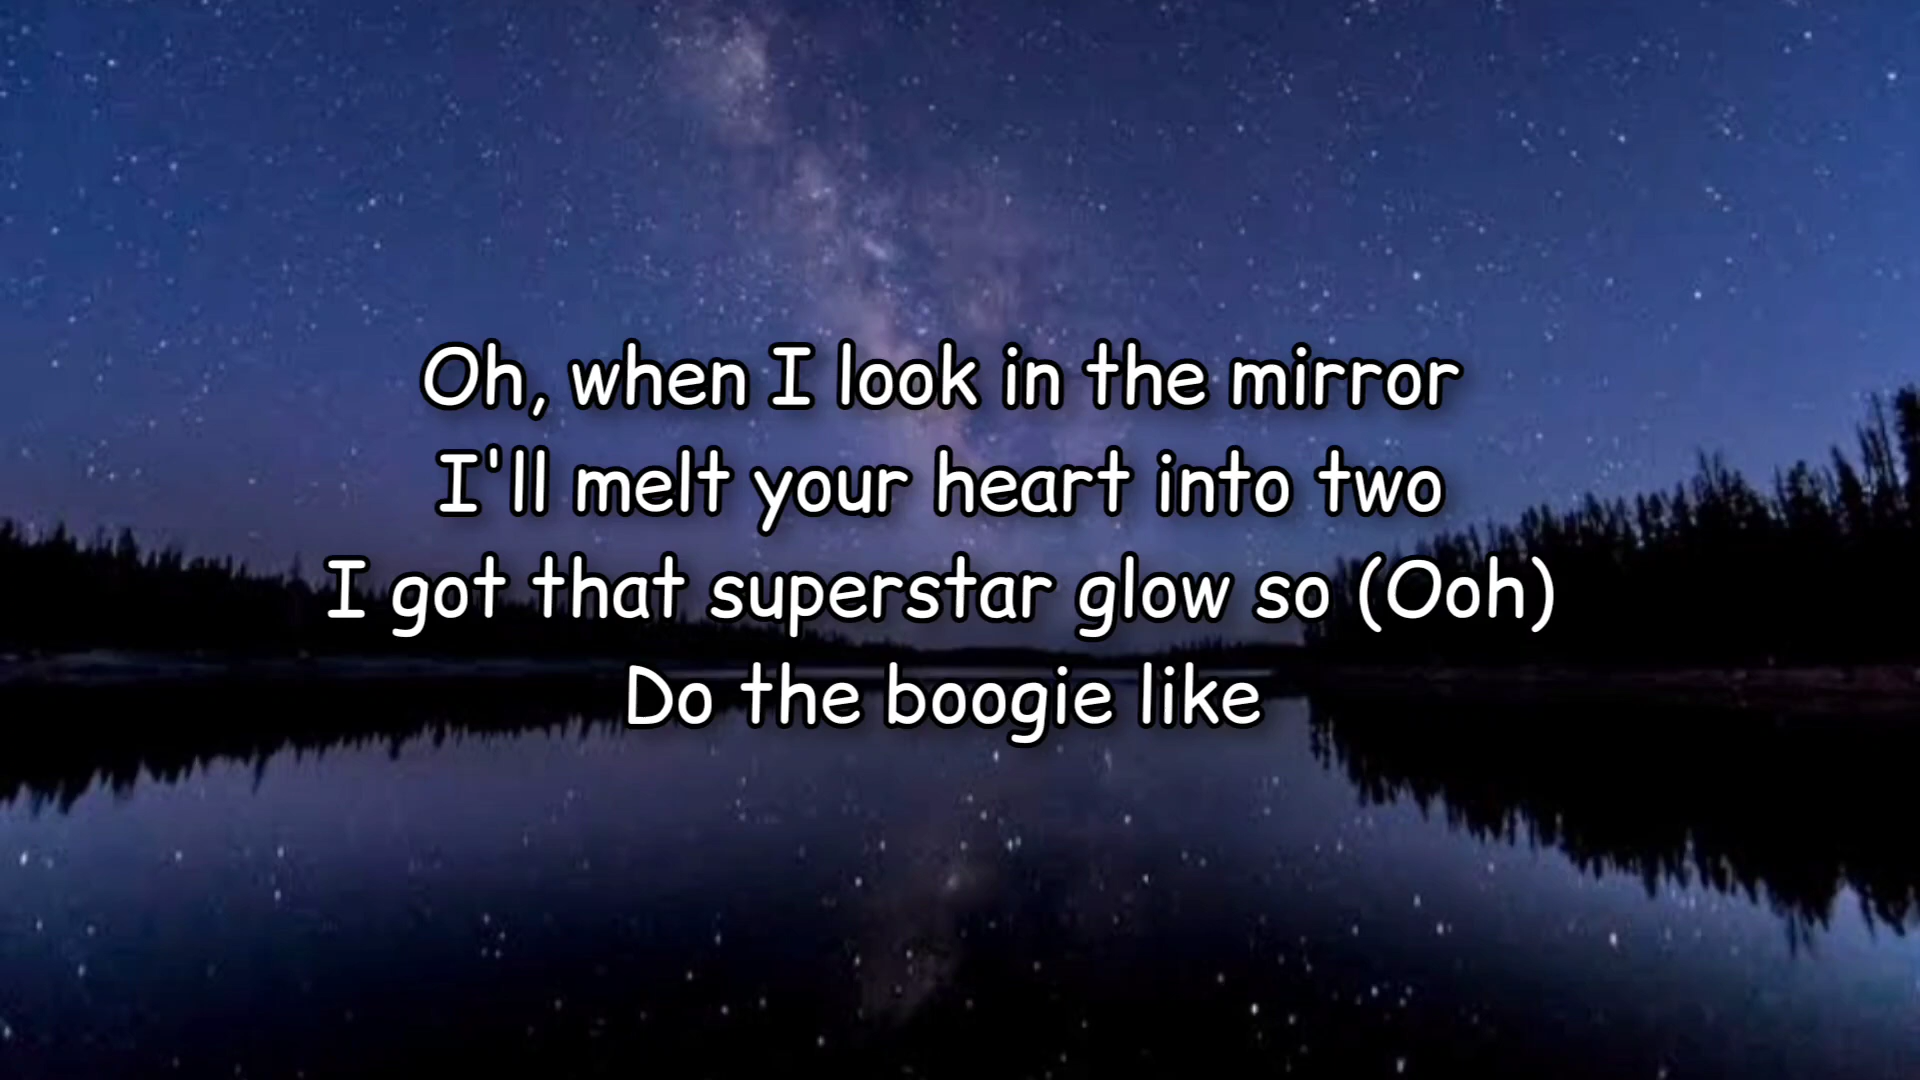 Oh, when I look in the mirror
I'll melt your heart into two
I got that superstar glow so (Ooh)
Do the boogie like